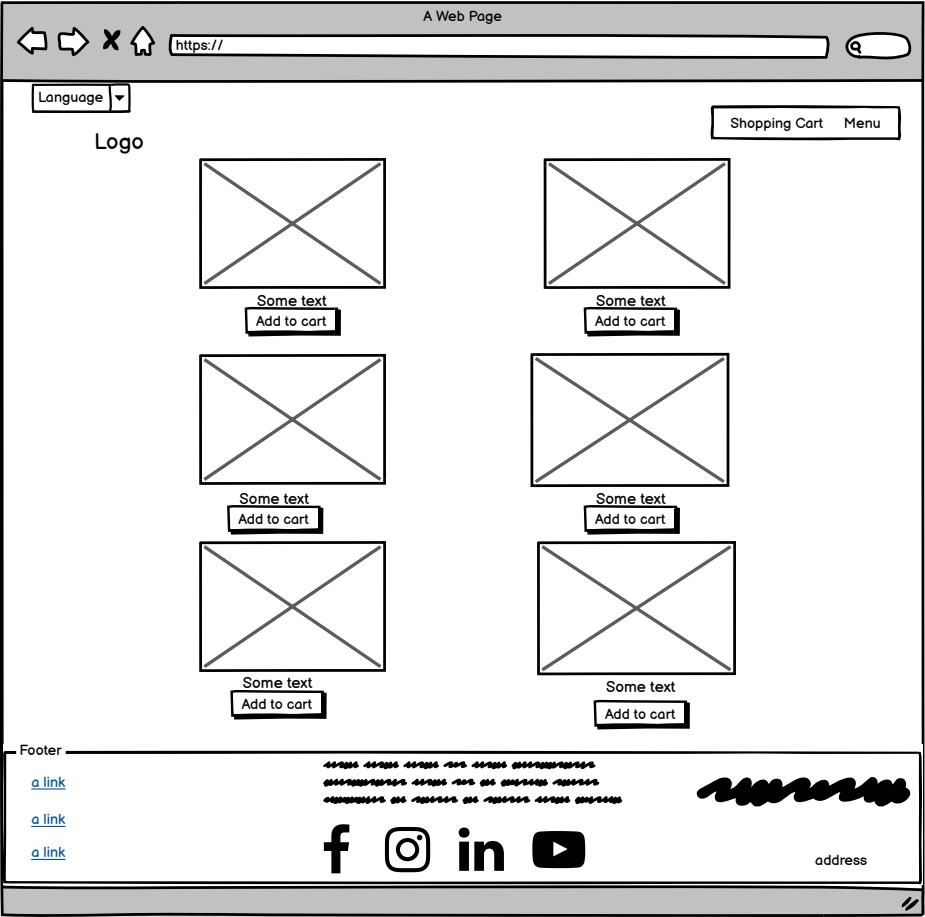 A Web Page
https://
Language
Shopping Cart Menu
Logo
Some text
Add to cart
Some text
Add to cart
Some text
Add to cart
Some text
Add to cart
Some text
Add to cart
Some text
Add to cart
Footer
a link
a link
a link
f
in
address